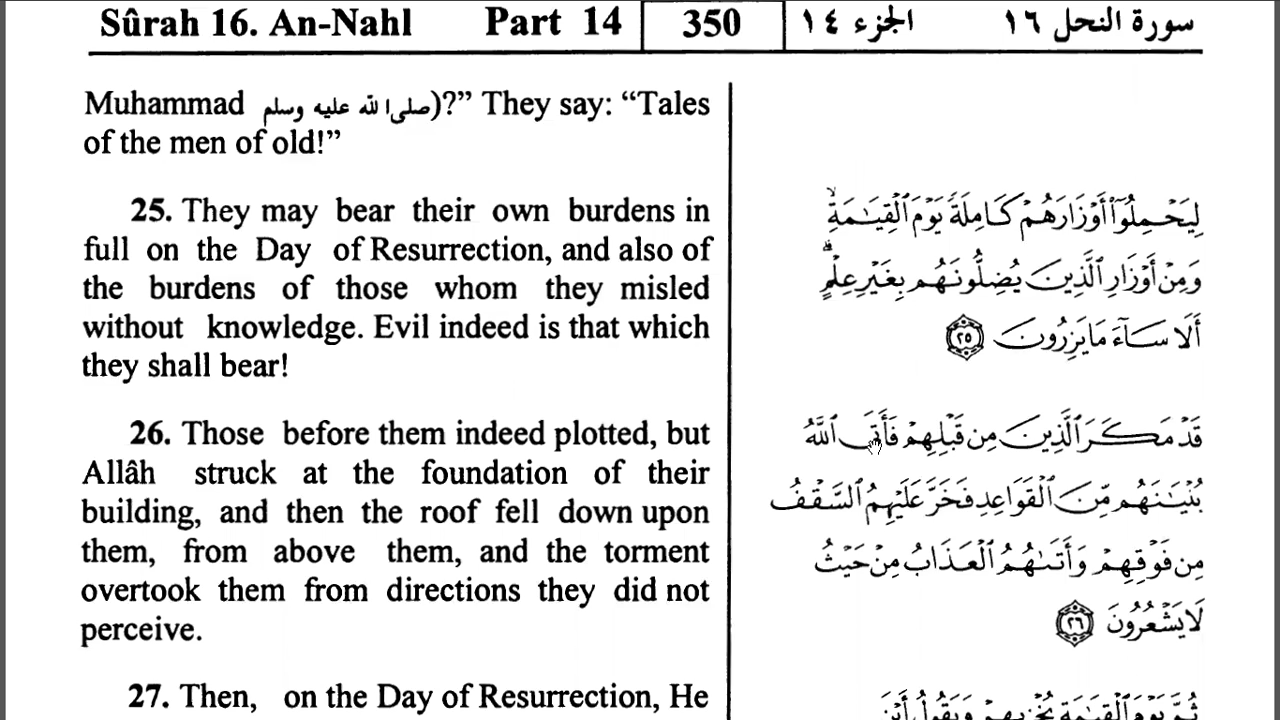 Sûrah 16. An-Nahl Part 14 350 الجزء ١٤ سورة النحل ١٦
Muhammad صلى الله عليه وسلم)?” They say: “Tales
of the men of old!”
25. They may bear their own burdens in
full on the Day of Resurrection, and also of
the burdens of those whom they misled
without knowledge. Evil indeed is that which
they shall bear!
26. Those before them indeed plotted, but
Allâh struck at the foundation of their
building, and then the roof fell down upon
them, from above them, and the torment
overtook them from directions they did not
perceive.
27. Then, on the Day of Resurrection, He
لِيَحْمِلُوٓا۟ أَوْزَارَهُمْ كَامِلَةً يَوْمَ ٱلْقِيَـٰمَةِ ۙ
وَمِنْ أَوْزَارِ ٱلَّذِينَ يُضِلُّونَهُم بِغَيْرِ عِلْمٍ ۗ
أَلَا سَآءَ مَا يَزِرُونَ ٢٥
قَدْ مَكَرَ ٱلَّذِينَ مِن قَبْلِهِمْ فَأَتَى ٱللَّهُ
بُنْيَـٰنَهُم مِّنَ ٱلْقَوَاعِدِ فَخَرَّ عَلَيْهِمُ ٱلسَّقْفُ
مِن فَوْقِهِمْ وَأَتَىٰهُمُ ٱلْعَذَابُ مِنْ حَيْثُ
لَا يَشْعُرُونَ ٢٦
ثُمَّ يَوْمَ ٱلْقِيَـٰمَةِ يُخْزِيهِمْ وَيَقُولُ أَيْنَ